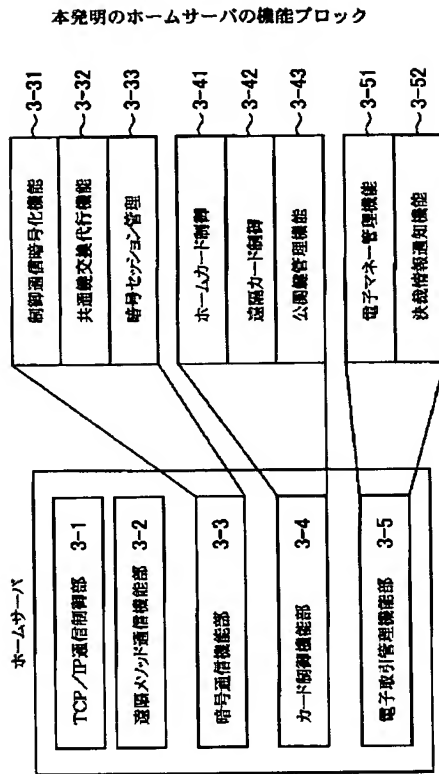 本発明のホームサーバの機能ブロック
ホームサーバ
TCP/IP通信制御部 3-1
遠隔メソッド通信機能部 3-2
暗号通信機能部 3-3
カード制御機能部 3-4
電子取引管理機能部 3-5
制御通信暗号化機能 3-31
共通鍵交換代行機能 3-32
暗号セッション管理 3-33
ホームカード制御 3-41
遠隔カード制御 3-42
公開鍵管理機能 3-43
電子マネー管理機能 3-51
決裁情報通知機能 3-52